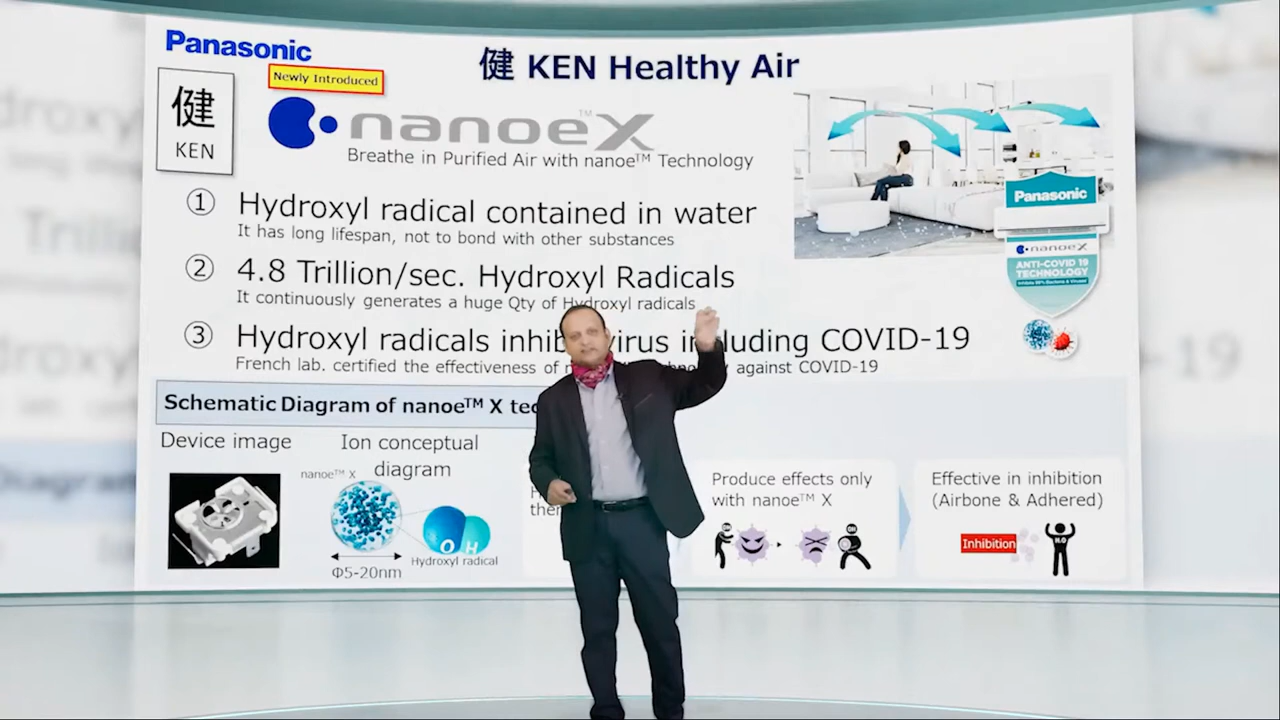 Panasonic
健 KEN Healthy Air
Newly Introduced
健
KEN
nanoe™X
Breathe in Purified Air with nanoe™ Technology
① Hydroxyl radical contained in water
It has long lifespan, not to bond with other substances
② 4.8 Trillion/sec. Hydroxyl Radicals
It continuously generates a huge Qty of Hydroxyl radicals
③ Hydroxyl radicals inhib virus in luding COVID-19
French lab. certified the effectiveness of against COVID-19
Panasonic
nanoeX
ANTI-COVID 19
TECHNOLOGY
Schematic Diagram of nanoe™ X tec
Device image
Ion conceptual
diagram
nanoe™ X
O H
Hydroxyl radical
Φ5-20nm
Produce effects only
with nanoe™ X
OH
OH
Effective in inhibition
(Airbone & Adhered)
Inhibition
H₂O